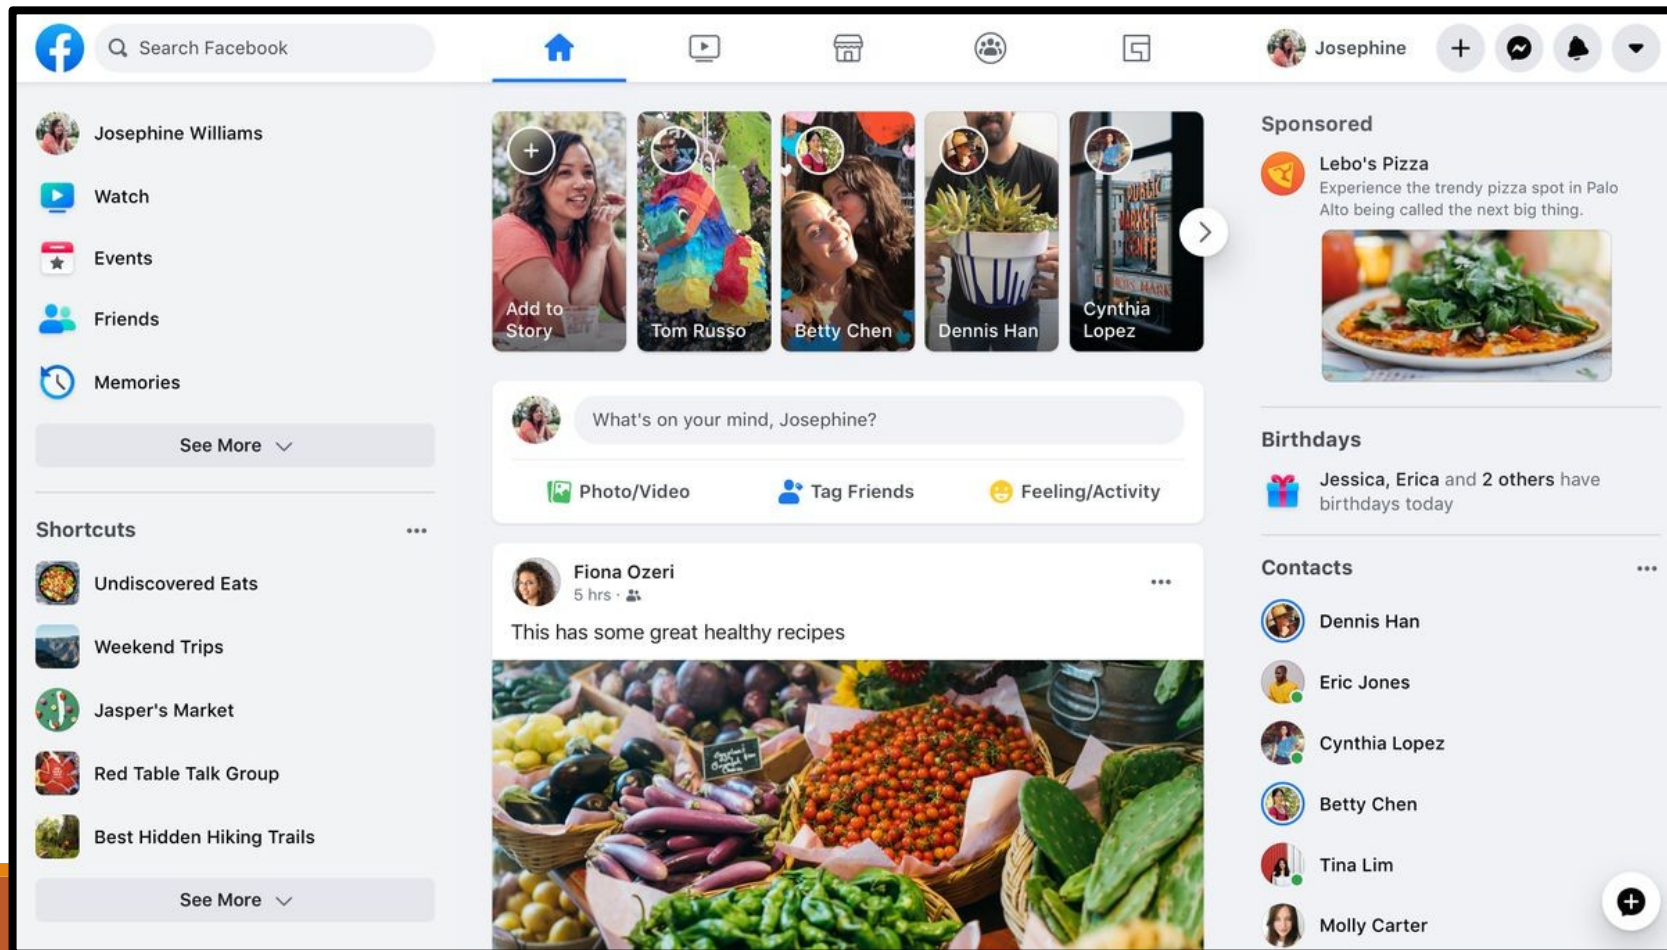 Search Facebook
Josephine
Josephine Williams
Watch
Events
Friends
Memories
See More
Shortcuts
Undiscovered Eats
Weekend Trips
Jasper's Market
Red Table Talk Group
Best Hidden Hiking Trails
See More
Add to
Story
Tom Russo
Betty Chen
Dennis Han
PUBLIC
MARKET
CENTER
Cynthia
Lopez
What's on your mind, Josephine?
Photo/Video
Tag Friends
Feeling/Activity
Fiona Ozeri
5 hrs ·
This has some great healthy recipes
Sponsored
Lebo's Pizza
Experience the trendy pizza spot in Palo
Alto being called the next big thing.
Birthdays
Jessica, Erica and 2 others have
birthdays today
Contacts
Dennis Han
Eric Jones
Cynthia Lopez
Betty Chen
Tina Lim
Molly Carter